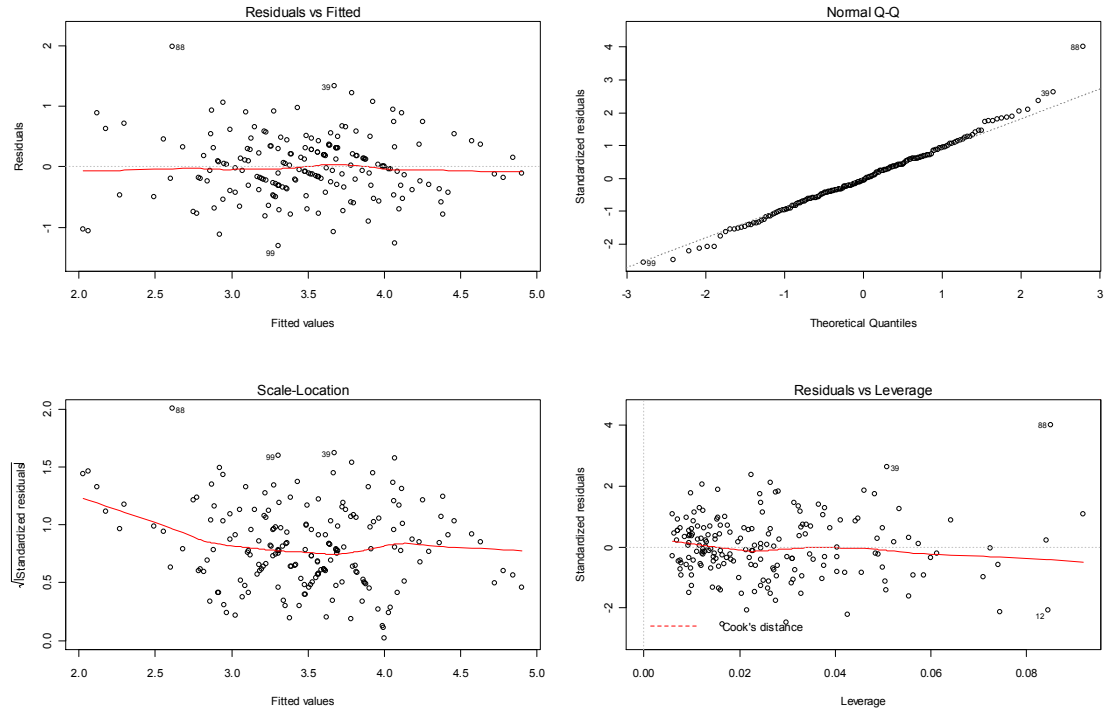 Residuals vs Fitted
2
1
0
-1
Residuals
88
39
99
2.0 2.5 3.0 3.5 4.0 4.5 5.0
Fitted values
Normal Q-Q
4
3
2
1
0
-1
-2
Standardized residuals
88
39
99
-3 -2 -1 0 1 2 3
Theoretical Quantiles
Scale-Location
2.0
1.5
1.0
0.5
0.0
√|Standardized residuals|
88
99
39
2.0 2.5 3.0 3.5 4.0 4.5 5.0
Fitted values
Residuals vs Leverage
4
2
0
-2
Standardized residuals
88
39
12
Cook's distance
0.00 0.02 0.04 0.06 0.08
Leverage